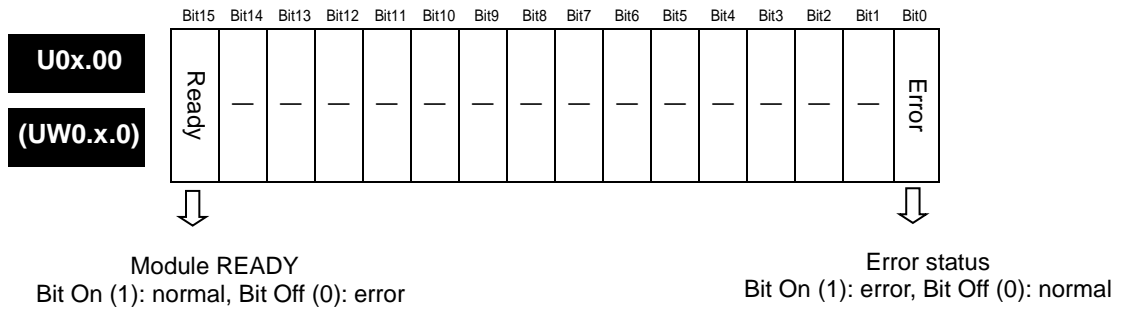 Bit15 Bit14 Bit13 Bit12 Bit11 Bit10 Bit9 Bit8 Bit7 Bit6 Bit5 Bit4 Bit3 Bit2 Bit1 Bit0
U0x.00
(UW0.x.0)
Ready — — — — — — — — — — — — — — Error
Module READY
Bit On (1): normal, Bit Off (0): error
Error status
Bit On (1): error, Bit Off (0): normal